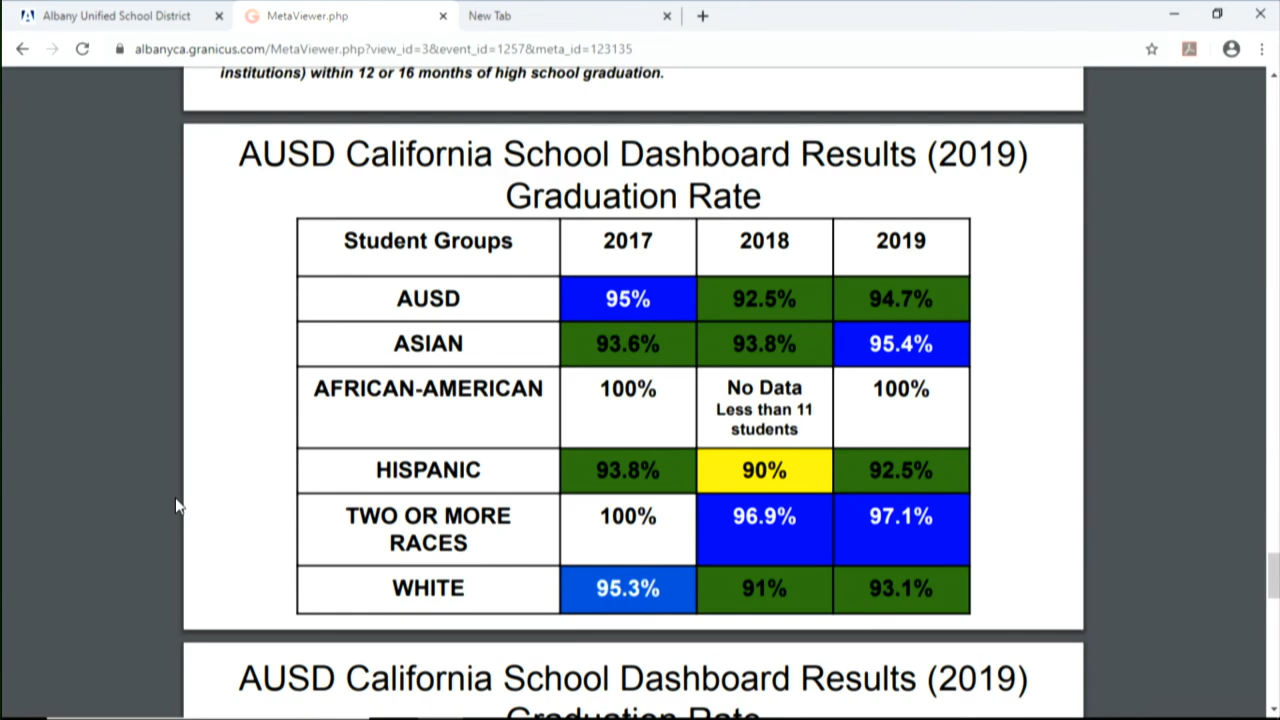 Albany Unified School District
MetaViewer.php
New Tab
albanyca.granicus.com/MetaViewer.php?view_id=3&event_id=1257&meta_id=123135
institutions) within 12 or 16 months of high school graduation.
AUSD California School Dashboard Results (2019)
Graduation Rate
Student Groups 2017 2018 2019
AUSD 95% 92.5% 94.7%
ASIAN 93.6% 93.8% 95.4%
AFRICAN-AMERICAN 100% No Data 100%
Less than 11
students
HISPANIC 93.8% 90% 92.5%
TWO OR MORE 100% 96.9% 97.1%
RACES
WHITE 95.3% 91% 93.1%
AUSD California School Dashboard Results (2019)
Graduation Rate